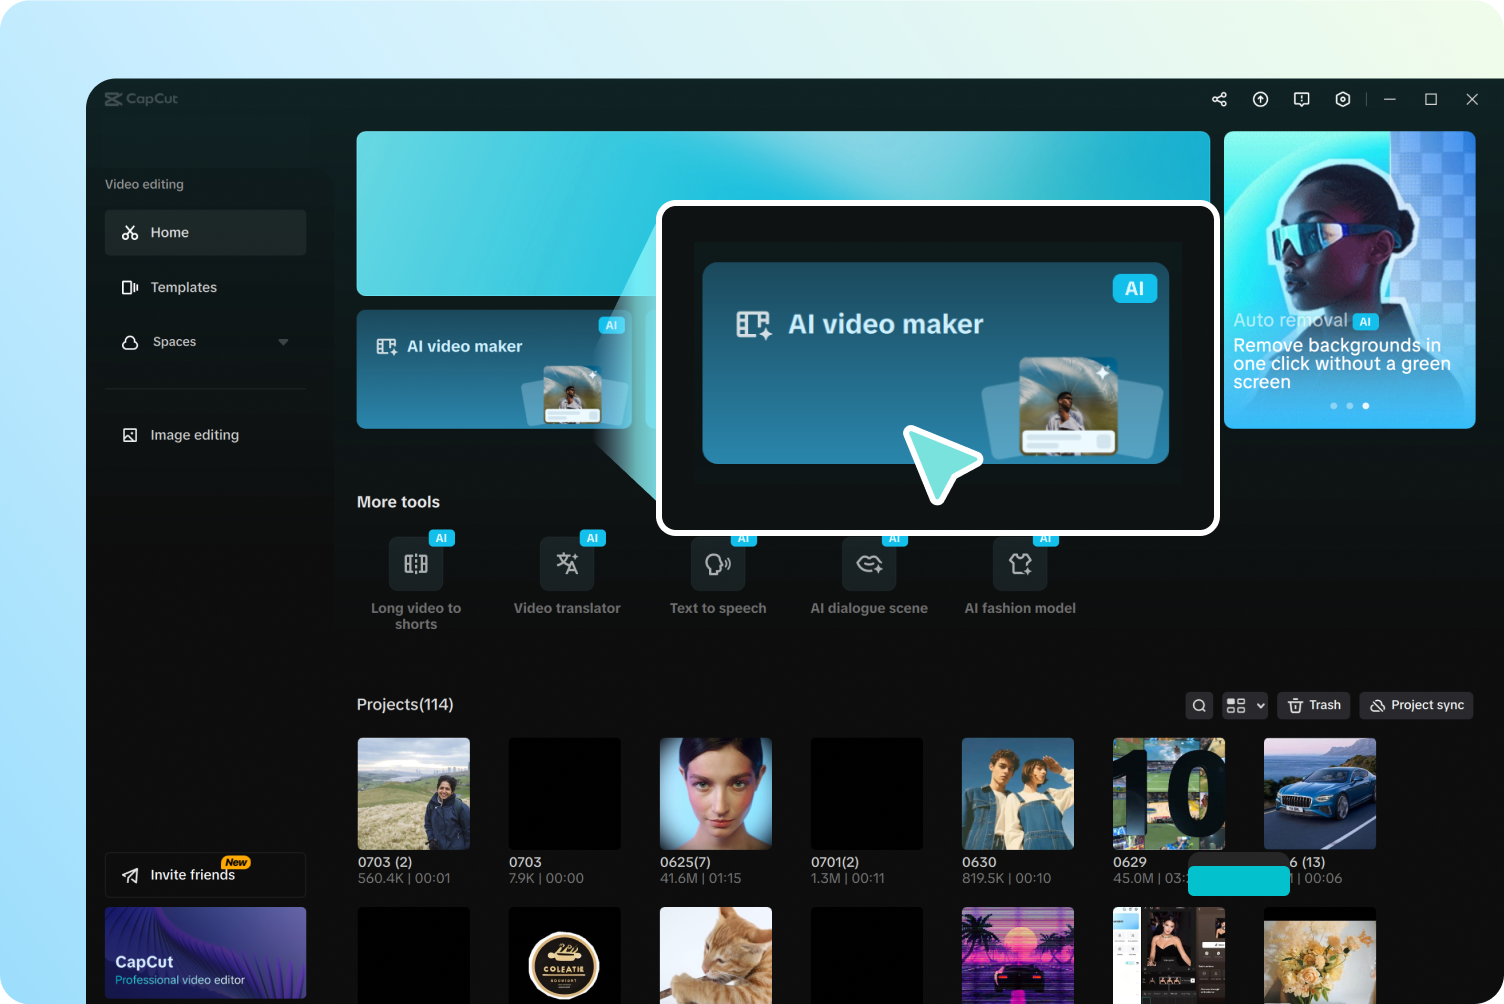 CapCut
Video editing
Home
Templates
Spaces
Image editing
AI
AI video maker
AI
AI video maker
Auto removal AI
Remove backgrounds in
one click without a green
screen
More tools
AI
AI
AI
AI
AI
Long video to
shorts
Video translator
Text to speech
AI dialogue scene
AI fashion model
Projects(114)
Trash
Project sync
10
0703 (2)
560.4K | 00:01
0703
7.9K | 00:00
0625(7)
41.6M | 01:15
0701(2)
1.3M | 00:11
0630
819.5K | 00:10
0629
45.0M | 03:
6 (13)
| 00:06
New
Invite friends
CapCut
Professional video editor
COLEATIE